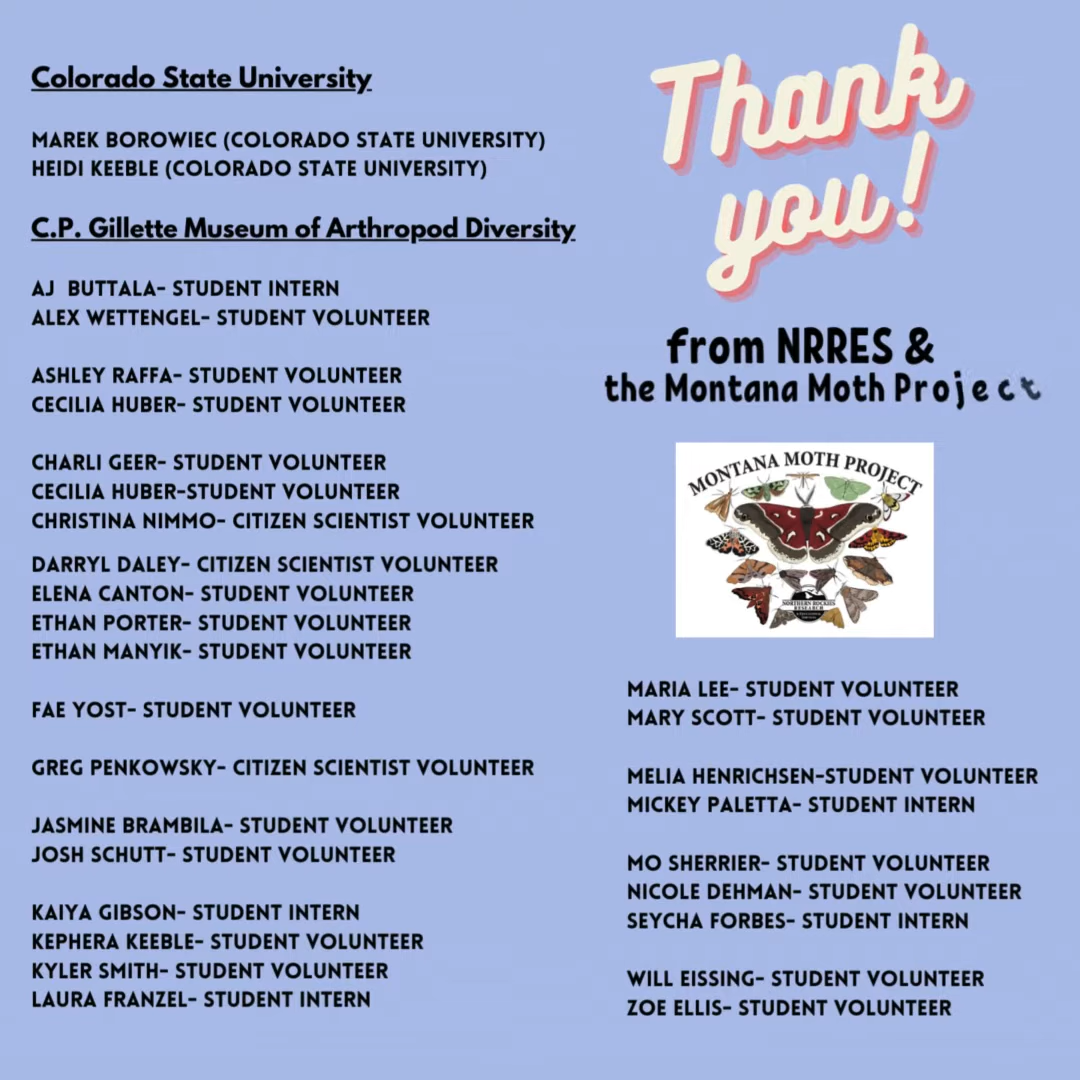 Colorado State University
MAREK BOROWIEC (COLORADO STATE UNIVERSITY)
HEIDI KEEBLE (COLORADO STATE UNIVERSITY)
C.P. Gillette Museum of Arthropod Diversity
AJ BUTTALA- STUDENT INTERN
ALEX WETTENGEL- STUDENT VOLUNTEER
ASHLEY RAFFA- STUDENT VOLUNTEER
CECILIA HUBER- STUDENT VOLUNTEER
CHARLI GEER- STUDENT VOLUNTEER
CECILIA HUBER-STUDENT VOLUNTEER
CHRISTINA NIMMO- CITIZEN SCIENTIST VOLUNTEER
DARRYL DALEY- CITIZEN SCIENTIST VOLUNTEER
ELENA CANTON- STUDENT VOLUNTEER
ETHAN PORTER- STUDENT VOLUNTEER
ETHAN MANYIK- STUDENT VOLUNTEER
FAE YOST- STUDENT VOLUNTEER
GREG PENKOWSKY- CITIZEN SCIENTIST VOLUNTEER
JASMINE BRAMBILA- STUDENT VOLUNTEER
JOSH SCHUTT- STUDENT VOLUNTEER
KAIYA GIBSON- STUDENT INTERN
KEPHERA KEEBLE- STUDENT VOLUNTEER
KYLER SMITH- STUDENT VOLUNTEER
LAURA FRANZEL- STUDENT INTERN
Thank
you!
from NRRES &
the Montana Moth Project
MONTANA MOTH PROJECT
NORTHERN ROCKIES
RESEARCH
MARIA LEE- STUDENT VOLUNTEER
MARY SCOTT- STUDENT VOLUNTEER
MELIA HENRICHSEN-STUDENT VOLUNTEER
MICKEY PALETTA- STUDENT INTERN
MO SHERRIER- STUDENT VOLUNTEER
NICOLE DEHMAN- STUDENT VOLUNTEER
SEYCHA FORBES- STUDENT INTERN
WILL EISSING- STUDENT VOLUNTEER
ZOE ELLIS- STUDENT VOLUNTEER